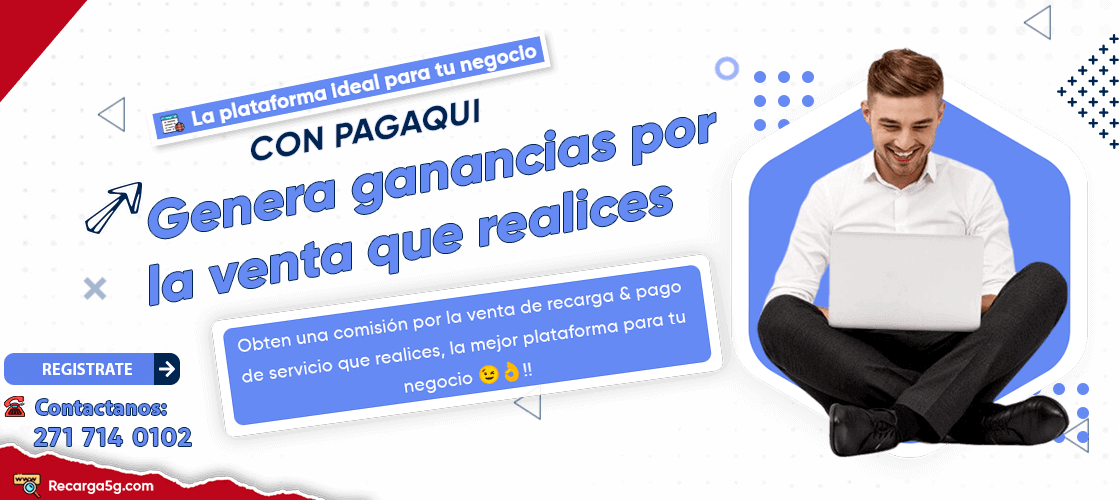 La plataforma ideal para tu negocio
CON PAGAQUI
Genera ganancias por
la venta que realices
Obten una comisión por la venta de recarga & pago
de servicio que realices, la mejor plataforma para tu
negocio 😉👌!!
REGISTRATE
Contactanos:
271 714 0102
www
Recarga5g.com